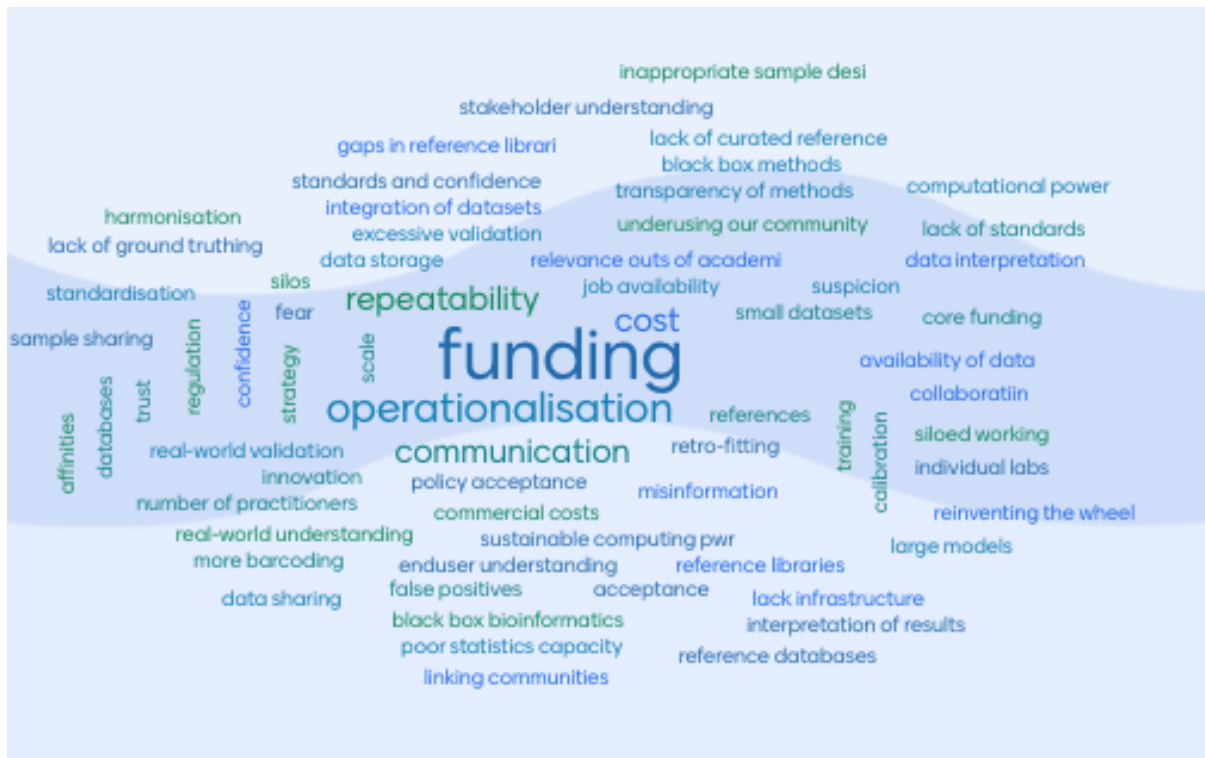 inappropriate sample desi
stakeholder understanding
lack of curated reference
gaps in reference librari
black box methods
standards and confidence
transparency of methods
computational power
integration of datasets
harmonisation
underusing our community
lack of standards
excessive validation
lack of ground truthing
data storage
relevance outs of academi
data interpretation
silos
job availability
suspicion
standardisation
repeatability
fear
small datasets
cost
core funding
sample sharing
regulation
confidence
strategy
scale
funding
availability of data
collaboratiin
affinities
databases
trust
operationalisation
references
training
calibration
siloed working
real-world validation
communication
retro-fitting
individual labs
innovation
policy acceptance
misinformation
number of practitioners
commercial costs
reinventing the wheel
real-world understanding
sustainable computing pwr
large models
more barcoding
enduser understanding
reference libraries
false positives
acceptance
data sharing
lack infrastructure
black box bioinformatics
interpretation of results
poor statistics capacity
reference databases
linking communities